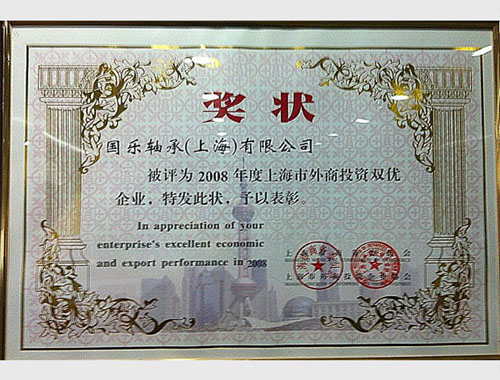 奖状
国乐轴承(上海)有限公司
被评为2008年度上海市外商投资双优
企业，特发此状，予以表彰。
In appreciation of your
enterprise's excellent economic
and export performance in 2008